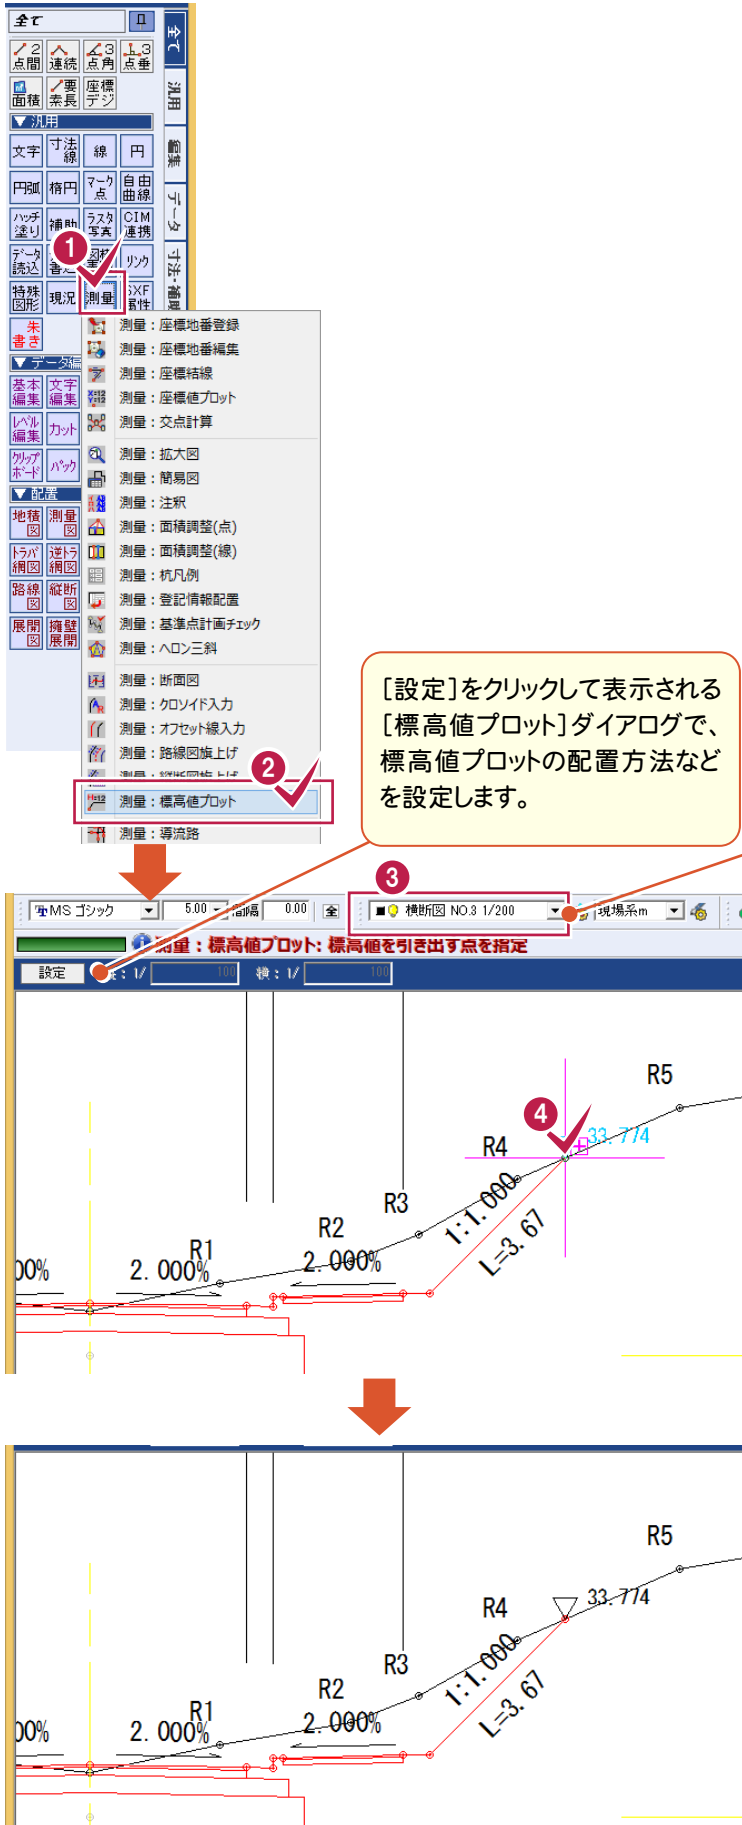 全て
全て
汎用
編集
データ
寸法・補助
2
点間
連続
3
点角
3
点垂
面積
要
素長
座標
デジ
▼ 汎用
文字
寸法
線
線
円
円弧
楕円
マーク
点
自由
曲線
ハッチ
塗り
補助
ラスタ
写真
CIM
連携
データ
読込
リンク
特殊
図形
現況
測量
朱
書き
1
測量：座標地番登録
測量：座標地番編集
測量：座標結線
測量：座標値プロット
測量：交点計算
測量：拡大図
測量：簡易図
測量：注釈
測量：面積調整(点)
測量：面積調整(線)
測量：杭凡例
測量：登記情報配置
測量：基準点計画チェック
測量：ヘロン三斜
測量：断面図
測量：クロソイド入力
測量：オフセット線入力
測量：路線図旗上げ
測量：縦断図旗上げ
測量：標高値プロット
測量：導流路
2
▼ データ編
基本
編集
文字
編集
レベル
編集
カット
クリップ
ボード
パック
▼ 配置
地積
図
測量
図
トラバ
網図
逆トラ
網図
路線
図
縦断
図
展開
図
擁壁
展開
［設定］をクリックして表示される
［標高値プロット］ダイアログで、
標高値プロットの配置方法など
を設定します。
3
MS ゴシック 5.00 間隔 0.00 全 横断図 NO.3 1/200 現場系m
測量：標高値プロット: 標高値を引き出す点を指定
設定 : 1/ 100 横 : 1/ 100
R5
4
33.774
R4
R3
1:1.000
R2
L=3.67
R1
00%
2.000%
2.000%
R5
33.774
R4
R3
1:1.000
R2
L=3.67
R1
00%
2.000%
2.000%